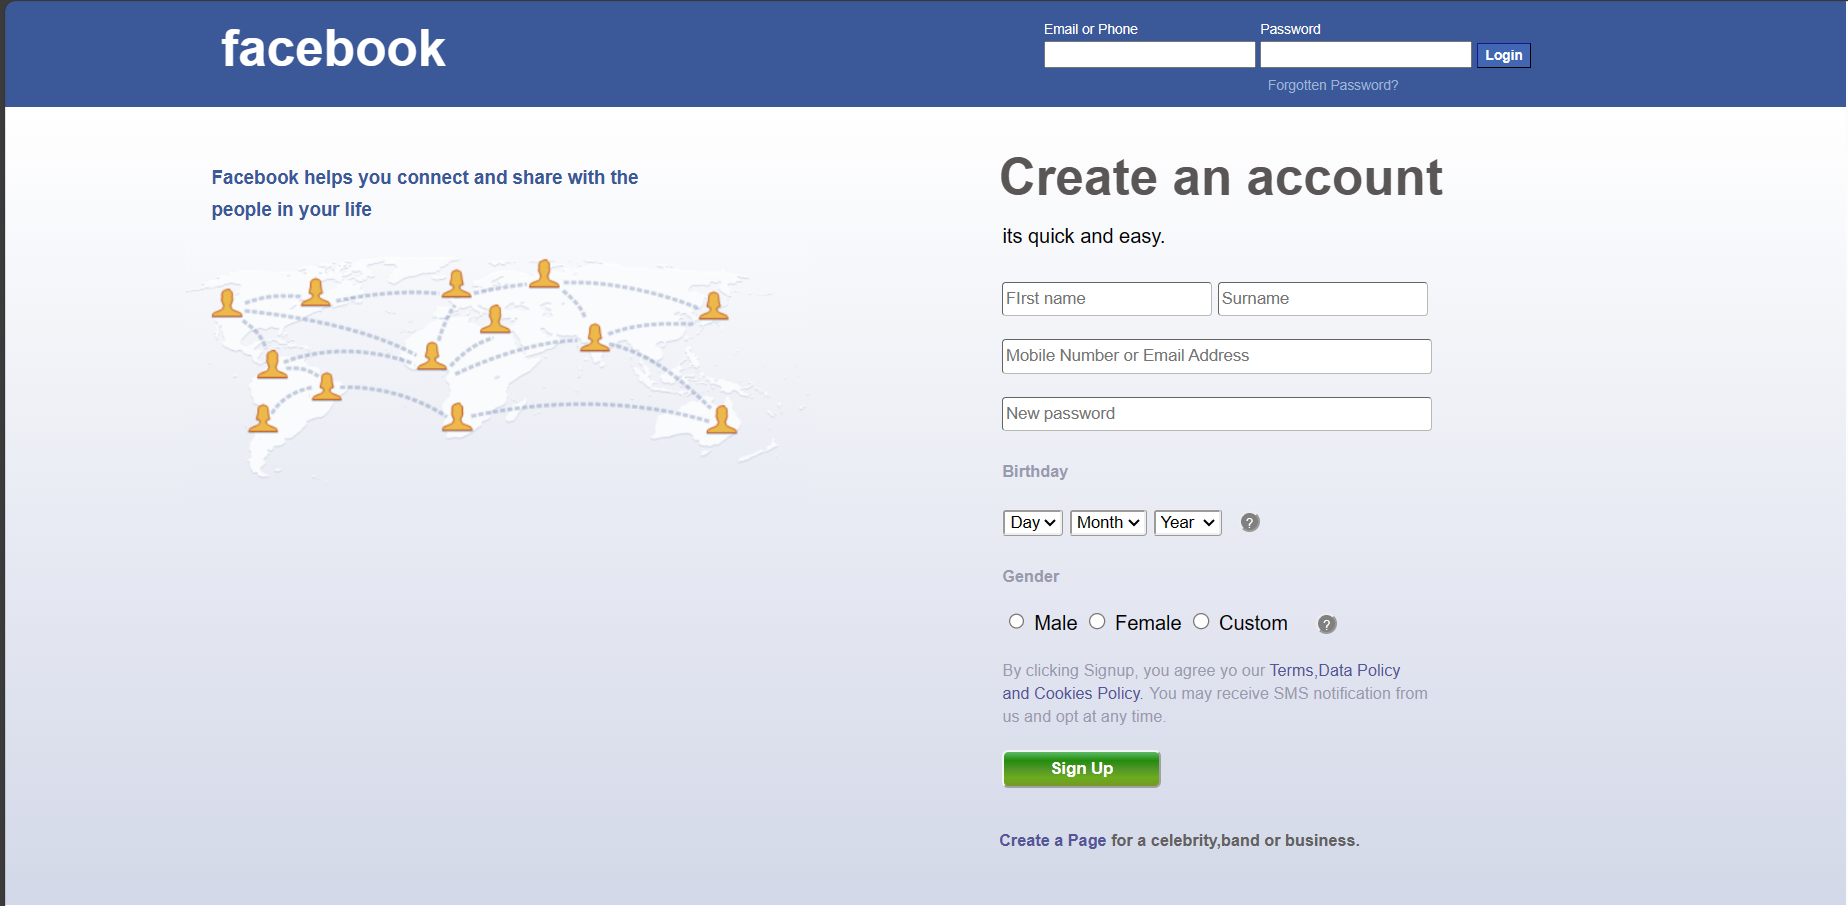 facebook
Email or Phone Password
Login
Forgotten Password?
Facebook helps you connect and share with the
people in your life
Create an account
its quick and easy.
FIrst name Surname
Mobile Number or Email Address
New password
Birthday
Day Month Year ?
Gender
Male Female Custom ?
By clicking Signup, you agree yo our Terms,Data Policy
and Cookies Policy. You may receive SMS notification from
us and opt at any time.
Sign Up
Create a Page for a celebrity,band or business.